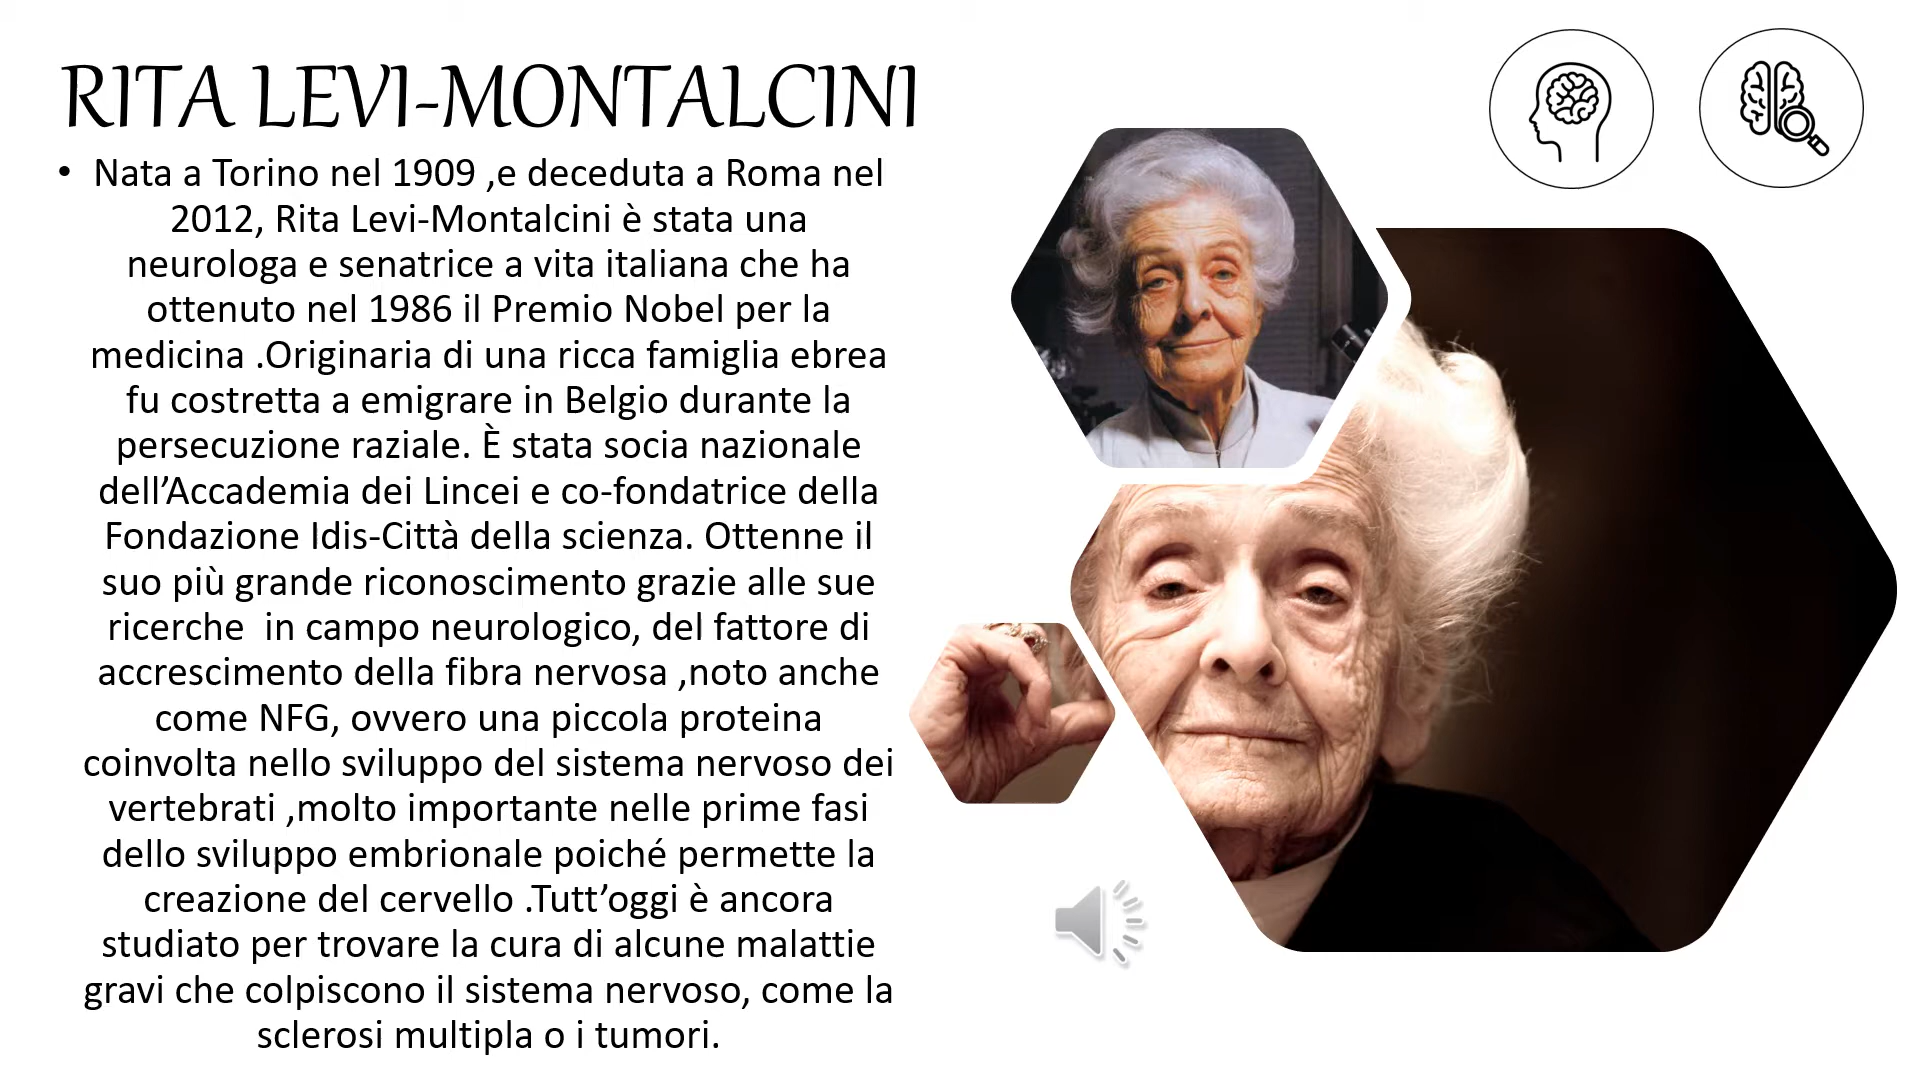 RITA LEVI-MONTALCINI
• Nata a Torino nel 1909 ,e deceduta a Roma nel
2012, Rita Levi-Montalcini è stata una
neurologa e senatrice a vita italiana che ha
ottenuto nel 1986 il Premio Nobel per la
medicina .Originaria di una ricca famiglia ebrea
fu costretta a emigrare in Belgio durante la
persecuzione raziale. È stata socia nazionale
dell’Accademia dei Lincei e co-fondatrice della
Fondazione Idis-Città della scienza. Ottenne il
suo più grande riconoscimento grazie alle sue
ricerche  in campo neurologico, del fattore di
accrescimento della fibra nervosa ,noto anche
come NFG, ovvero una piccola proteina
coinvolta nello sviluppo del sistema nervoso dei
vertebrati ,molto importante nelle prime fasi
dello sviluppo embrionale poiché permette la
creazione del cervello .Tutt’oggi è ancora
studiato per trovare la cura di alcune malattie
gravi che colpiscono il sistema nervoso, come la
sclerosi multipla o i tumori.